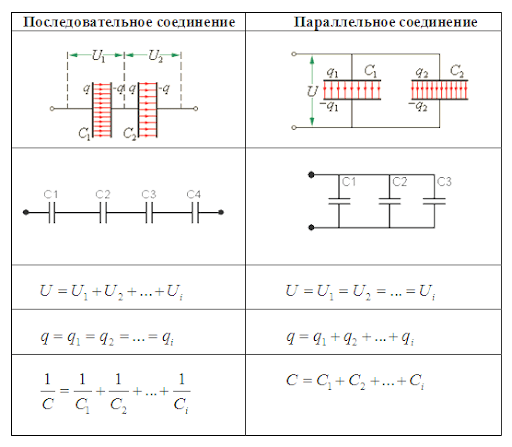 Последовательное соединение
Параллельное соединение
U₁ U₂
q -q q -q
C₁ C₂
q₁ C₁ q₂ C₂
U
-q₁ -q₂
C1 C2 C3 C4
C1 C2 C3
U = U₁ + U₂ + ... + Uᵢ
U = U₁ = U₂ = ... = Uᵢ
q = q₁ = q₂ = ... = qᵢ
q = q₁ + q₂ + ... + qᵢ
1/C = 1/C₁ + 1/C₂ + ... + 1/Cᵢ
C = C₁ + C₂ + ... + Cᵢ